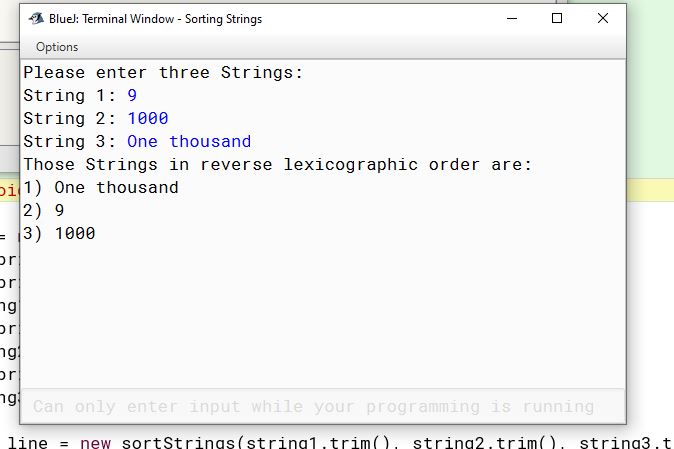 BlueJ: Terminal Window - Sorting Strings
Options
Please enter three Strings:
String 1: 9
String 2: 1000
String 3: One thousand
Those Strings in reverse lexicographic order are:
1) One thousand
2) 9
3) 1000
Can only enter input while your programming is running
line = new sortStrings(string1.trim(), string2.trim(), string3.t